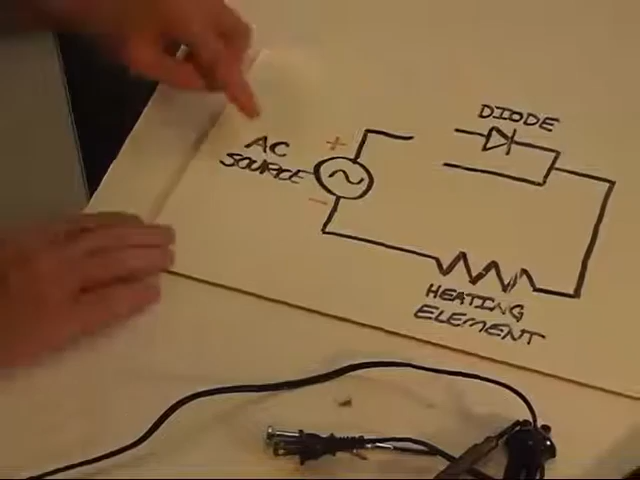 DIODE
AC
SOURCE
+
~
-
HEATING
ELEMENT